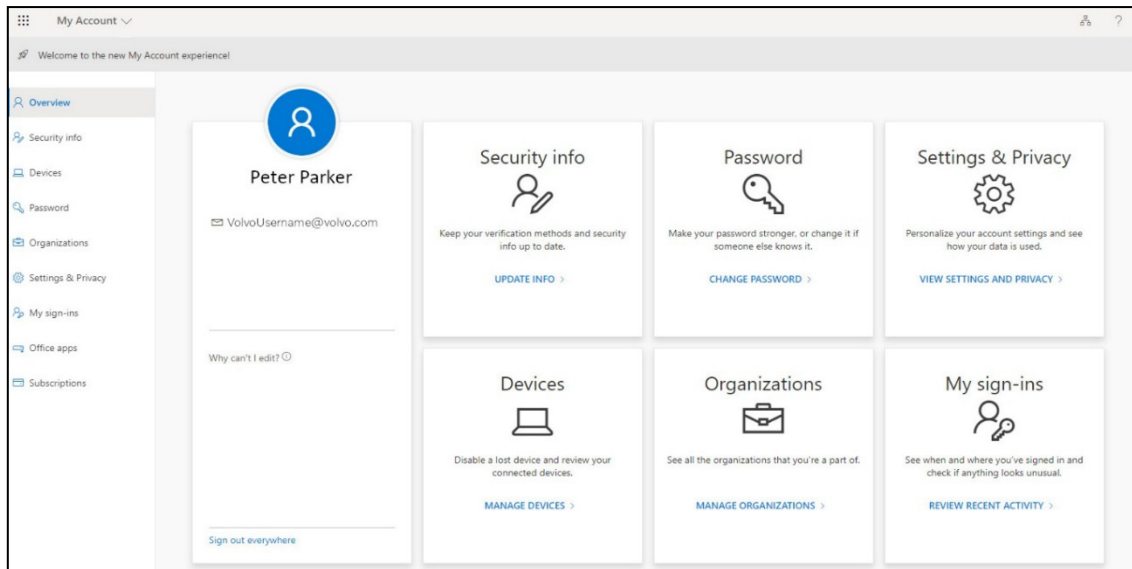 My Account
?
Welcome to the new My Account experience!
Overview
Security info
Devices
Password
Organizations
Settings & Privacy
My sign-ins
Office apps
Subscriptions
Peter Parker
VolvoUsername@volvo.com
Why can't I edit?
Sign out everywhere
Security info
Keep your verification methods and security
info up to date.
UPDATE INFO >
Password
Make your password stronger, or change it if
someone else knows it.
CHANGE PASSWORD >
Settings & Privacy
Personalize your account settings and see
how your data is used.
VIEW SETTINGS AND PRIVACY >
Devices
Disable a lost device and review your
connected devices.
MANAGE DEVICES >
Organizations
See all the organizations that you're a part of.
MANAGE ORGANIZATIONS >
My sign-ins
See when and where you've signed in and
check if anything looks unusual.
REVIEW RECENT ACTIVITY >